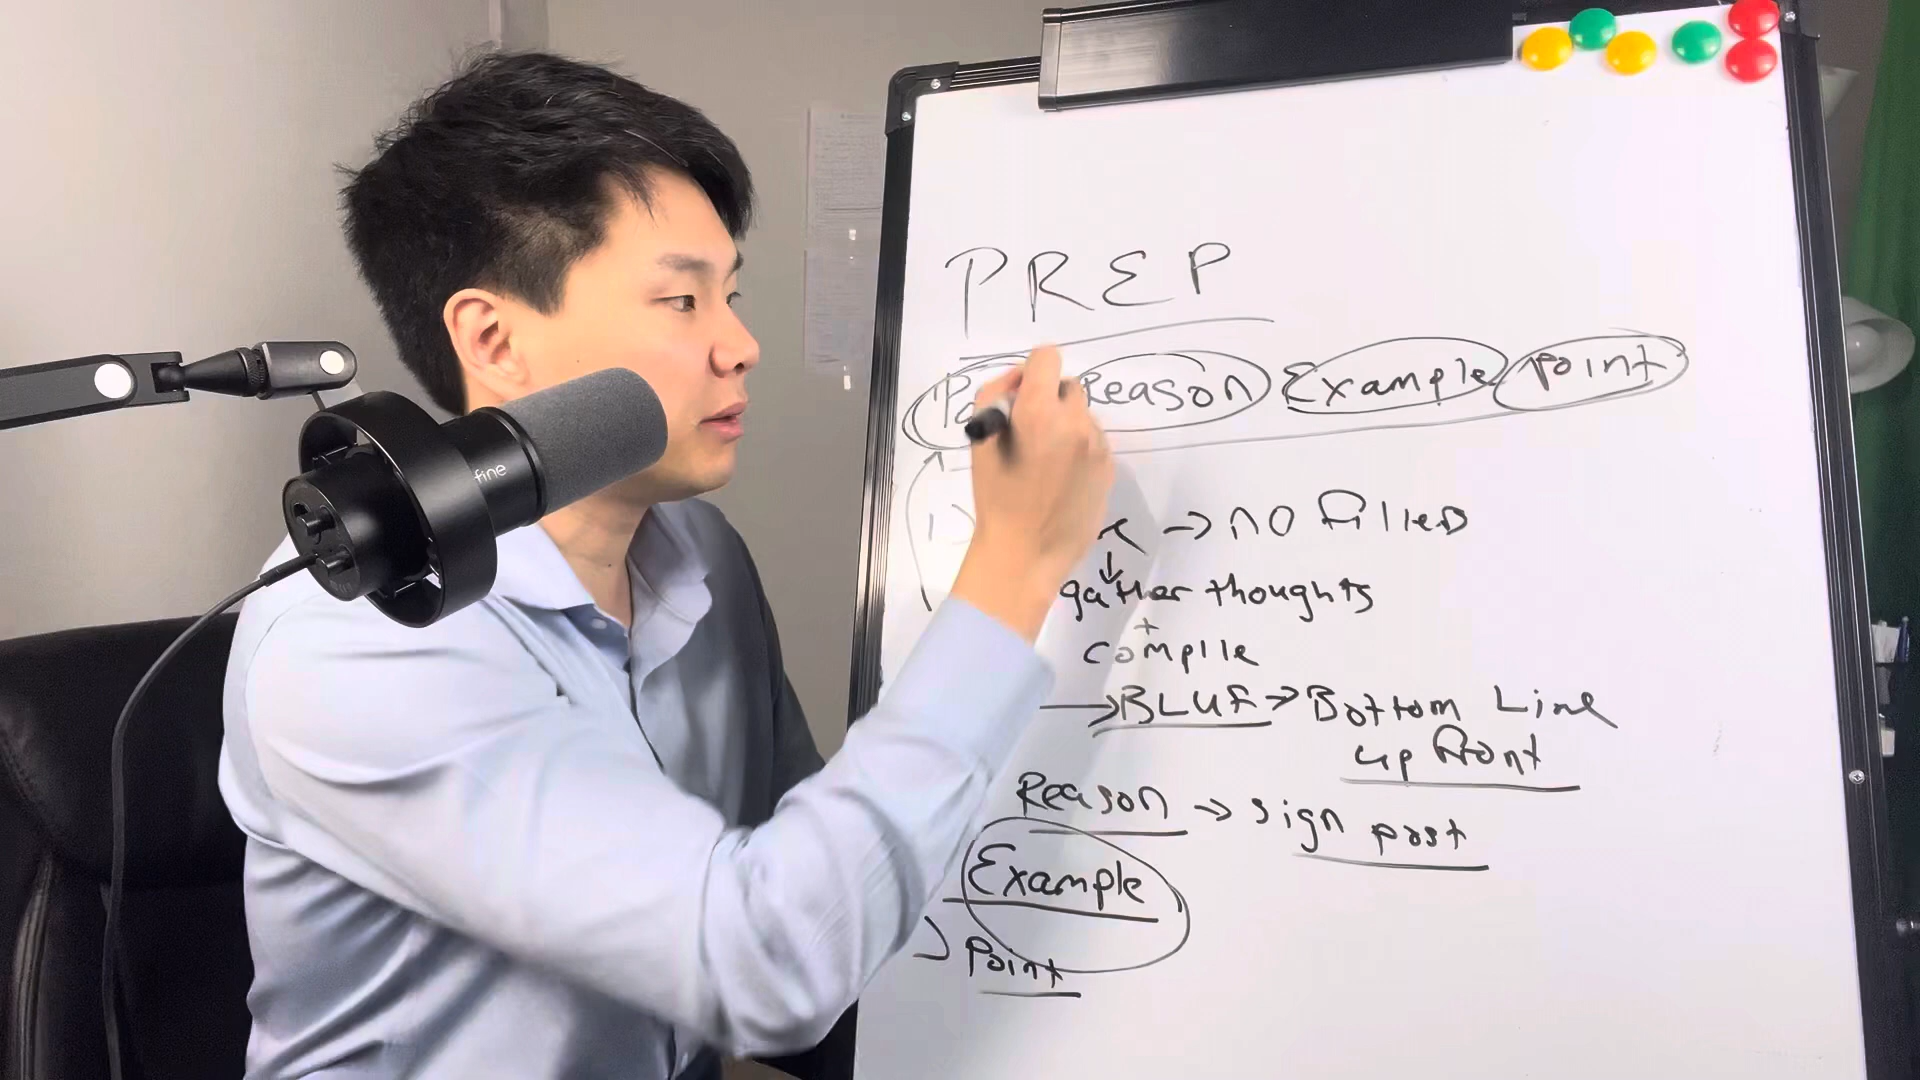 PREP
Reason Example point
→ no filled
↓
gather thoughts
+
compile
→ BLUF → Bottom Line
up front
Reason → sign post
Example
Point
fine